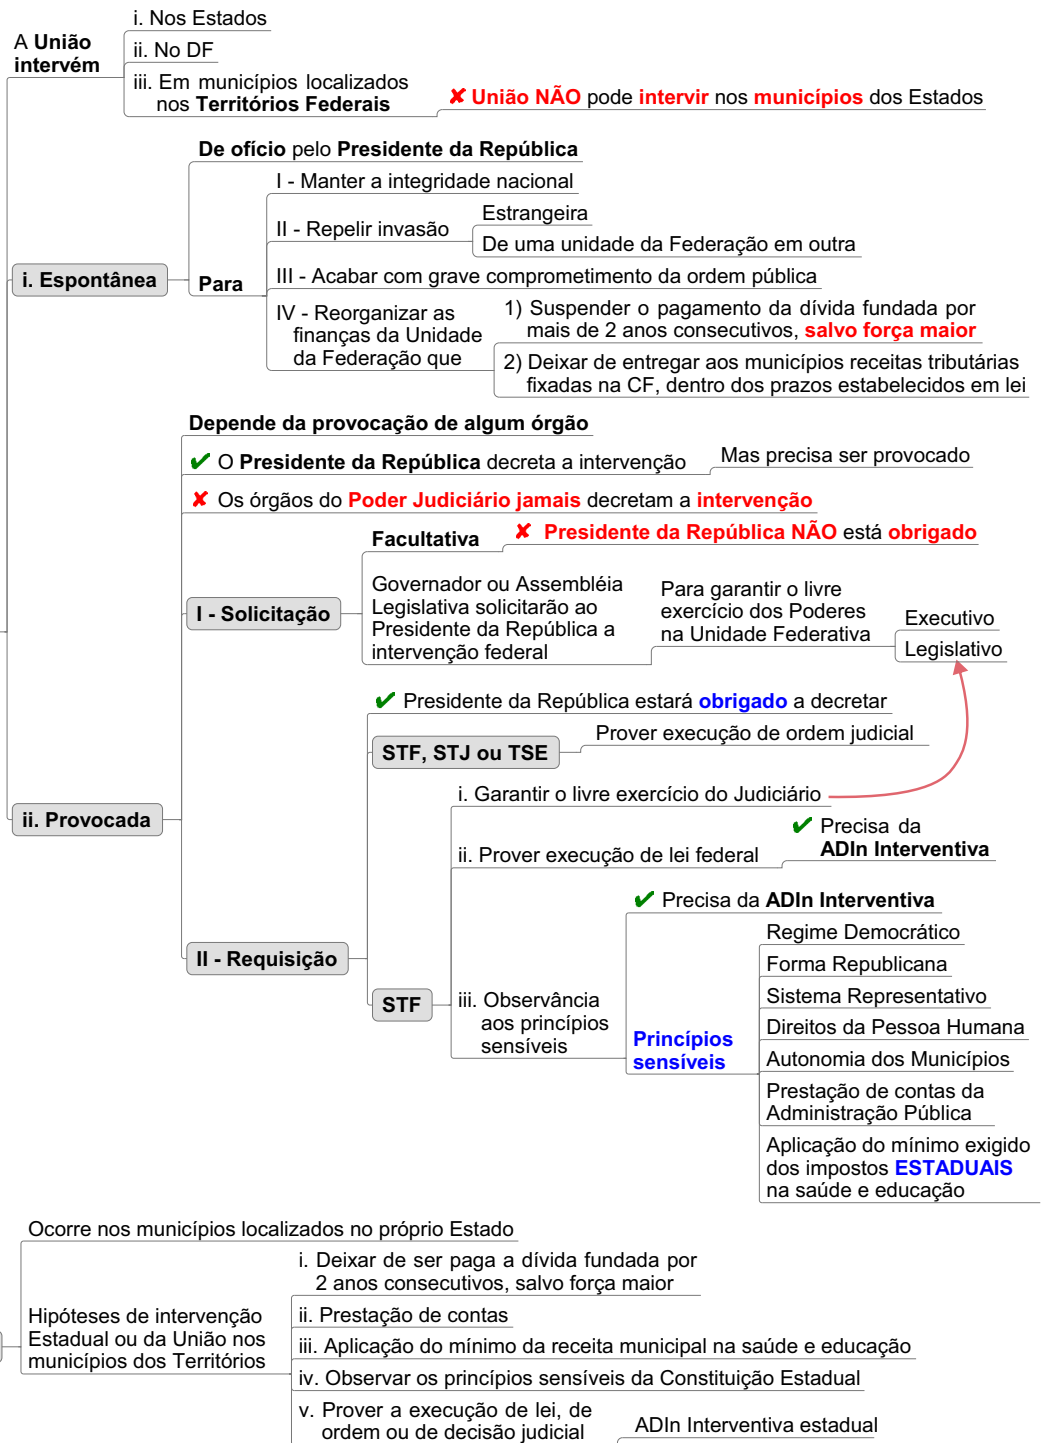 A União
intervém
i. Nos Estados
ii. No DF
iii. Em municípios localizados
nos Territórios Federais
✘ União NÃO pode intervir nos municípios dos Estados
i. Espontânea
De ofício pelo Presidente da República
Para
I - Manter a integridade nacional
II - Repelir invasão
Estrangeira
De uma unidade da Federação em outra
III - Acabar com grave comprometimento da ordem pública
IV - Reorganizar as
finanças da Unidade
da Federação que
1) Suspender o pagamento da dívida fundada por
mais de 2 anos consecutivos, salvo força maior
2) Deixar de entregar aos municípios receitas tributárias
fixadas na CF, dentro dos prazos estabelecidos em lei
ii. Provocada
Depende da provocação de algum órgão
✔ O Presidente da República decreta a intervenção
Mas precisa ser provocado
✘ Os órgãos do Poder Judiciário jamais decretam a intervenção
I - Solicitação
Facultativa
✘ Presidente da República NÃO está obrigado
Governador ou Assembléia
Legislativa solicitarão ao
Presidente da República a
intervenção federal
Para garantir o livre
exercício dos Poderes
na Unidade Federativa
Executivo
Legislativo
II - Requisição
✔ Presidente da República estará obrigado a decretar
STF, STJ ou TSE
Prover execução de ordem judicial
STF
i. Garantir o livre exercício do Judiciário
ii. Prover execução de lei federal
✔ Precisa da
ADIn Interventiva
iii. Observância
aos princípios
sensíveis
✔ Precisa da ADIn Interventiva
Princípios
sensíveis
Regime Democrático
Forma Republicana
Sistema Representativo
Direitos da Pessoa Humana
Autonomia dos Municípios
Prestação de contas da
Administração Pública
Aplicação do mínimo exigido
dos impostos ESTADUAIS
na saúde e educação
Ocorre nos municípios localizados no próprio Estado
Hipóteses de intervenção
Estadual ou da União nos
municípios dos Territórios
i. Deixar de ser paga a dívida fundada por
2 anos consecutivos, salvo força maior
ii. Prestação de contas
iii. Aplicação do mínimo da receita municipal na saúde e educação
iv. Observar os princípios sensíveis da Constituição Estadual
v. Prover a execução de lei, de
ordem ou de decisão judicial
ADIn Interventiva estadual